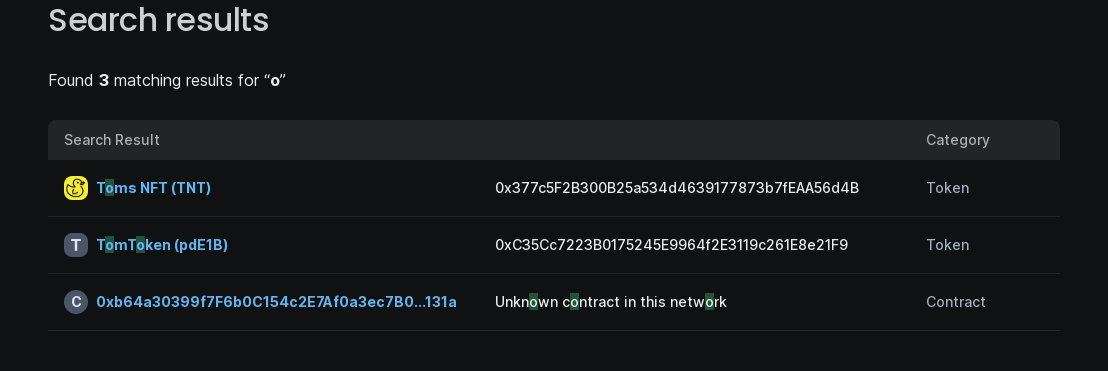 Search results
Found 3 matching results for “o”
Search Result Category
Toms NFT (TNT) 0x377c5F2B300B25a534d4639177873b7fEAA56d4B Token
T TomToken (pdE1B) 0xC35Cc7223B0175245E9964f2E3119c261E8e21F9 Token
C 0xb64a30399f7F6b0C154c2E7Af0a3ec7B0...131a Unknown contract in this network Contract